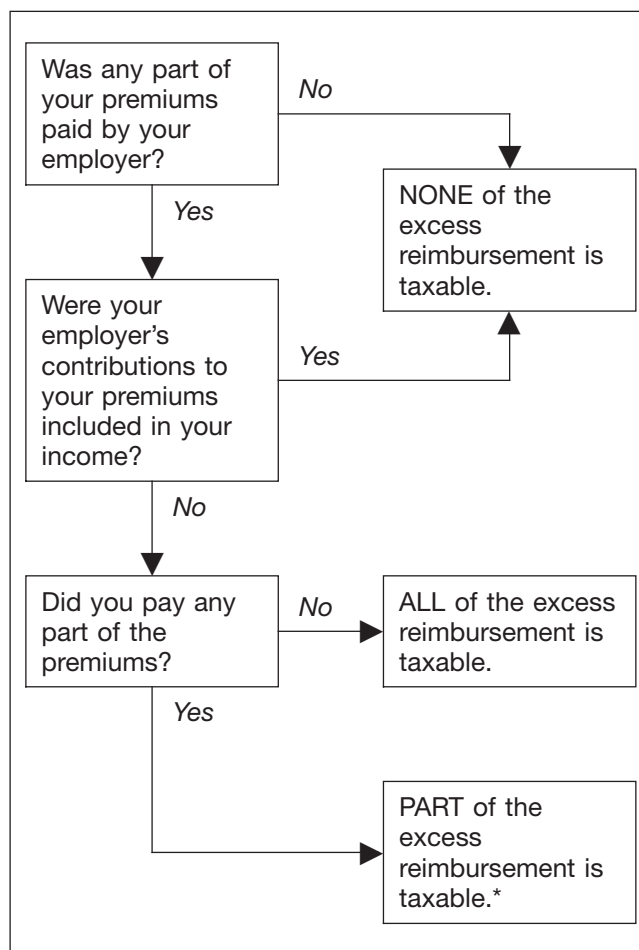 Was any part of
your premiums
paid by your
employer?
No
Yes
NONE of the
excess
reimbursement is
taxable.
Were your
employer’s
contributions to
your premiums
included in your
income?
Yes
No
Did you pay any
part of the
premiums?
No
ALL of the excess
reimbursement is
taxable.
Yes
PART of the
excess
reimbursement is
taxable.*